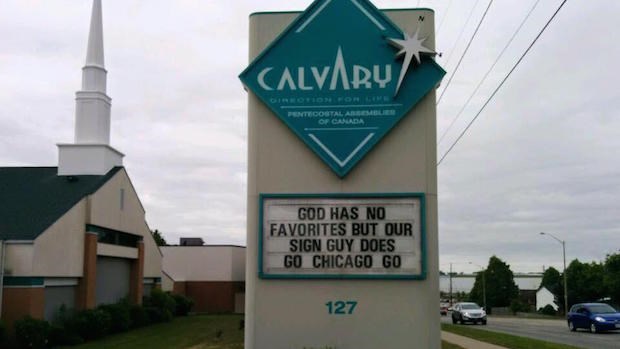 N
CALVARY
DIRECTION FOR LIFE
PENTECOSTAL ASSEMBLIES
OF CANADA
GOD HAS NO
FAVORITES BUT OUR
SIGN GUY DOES
GO CHICAGO GO
127